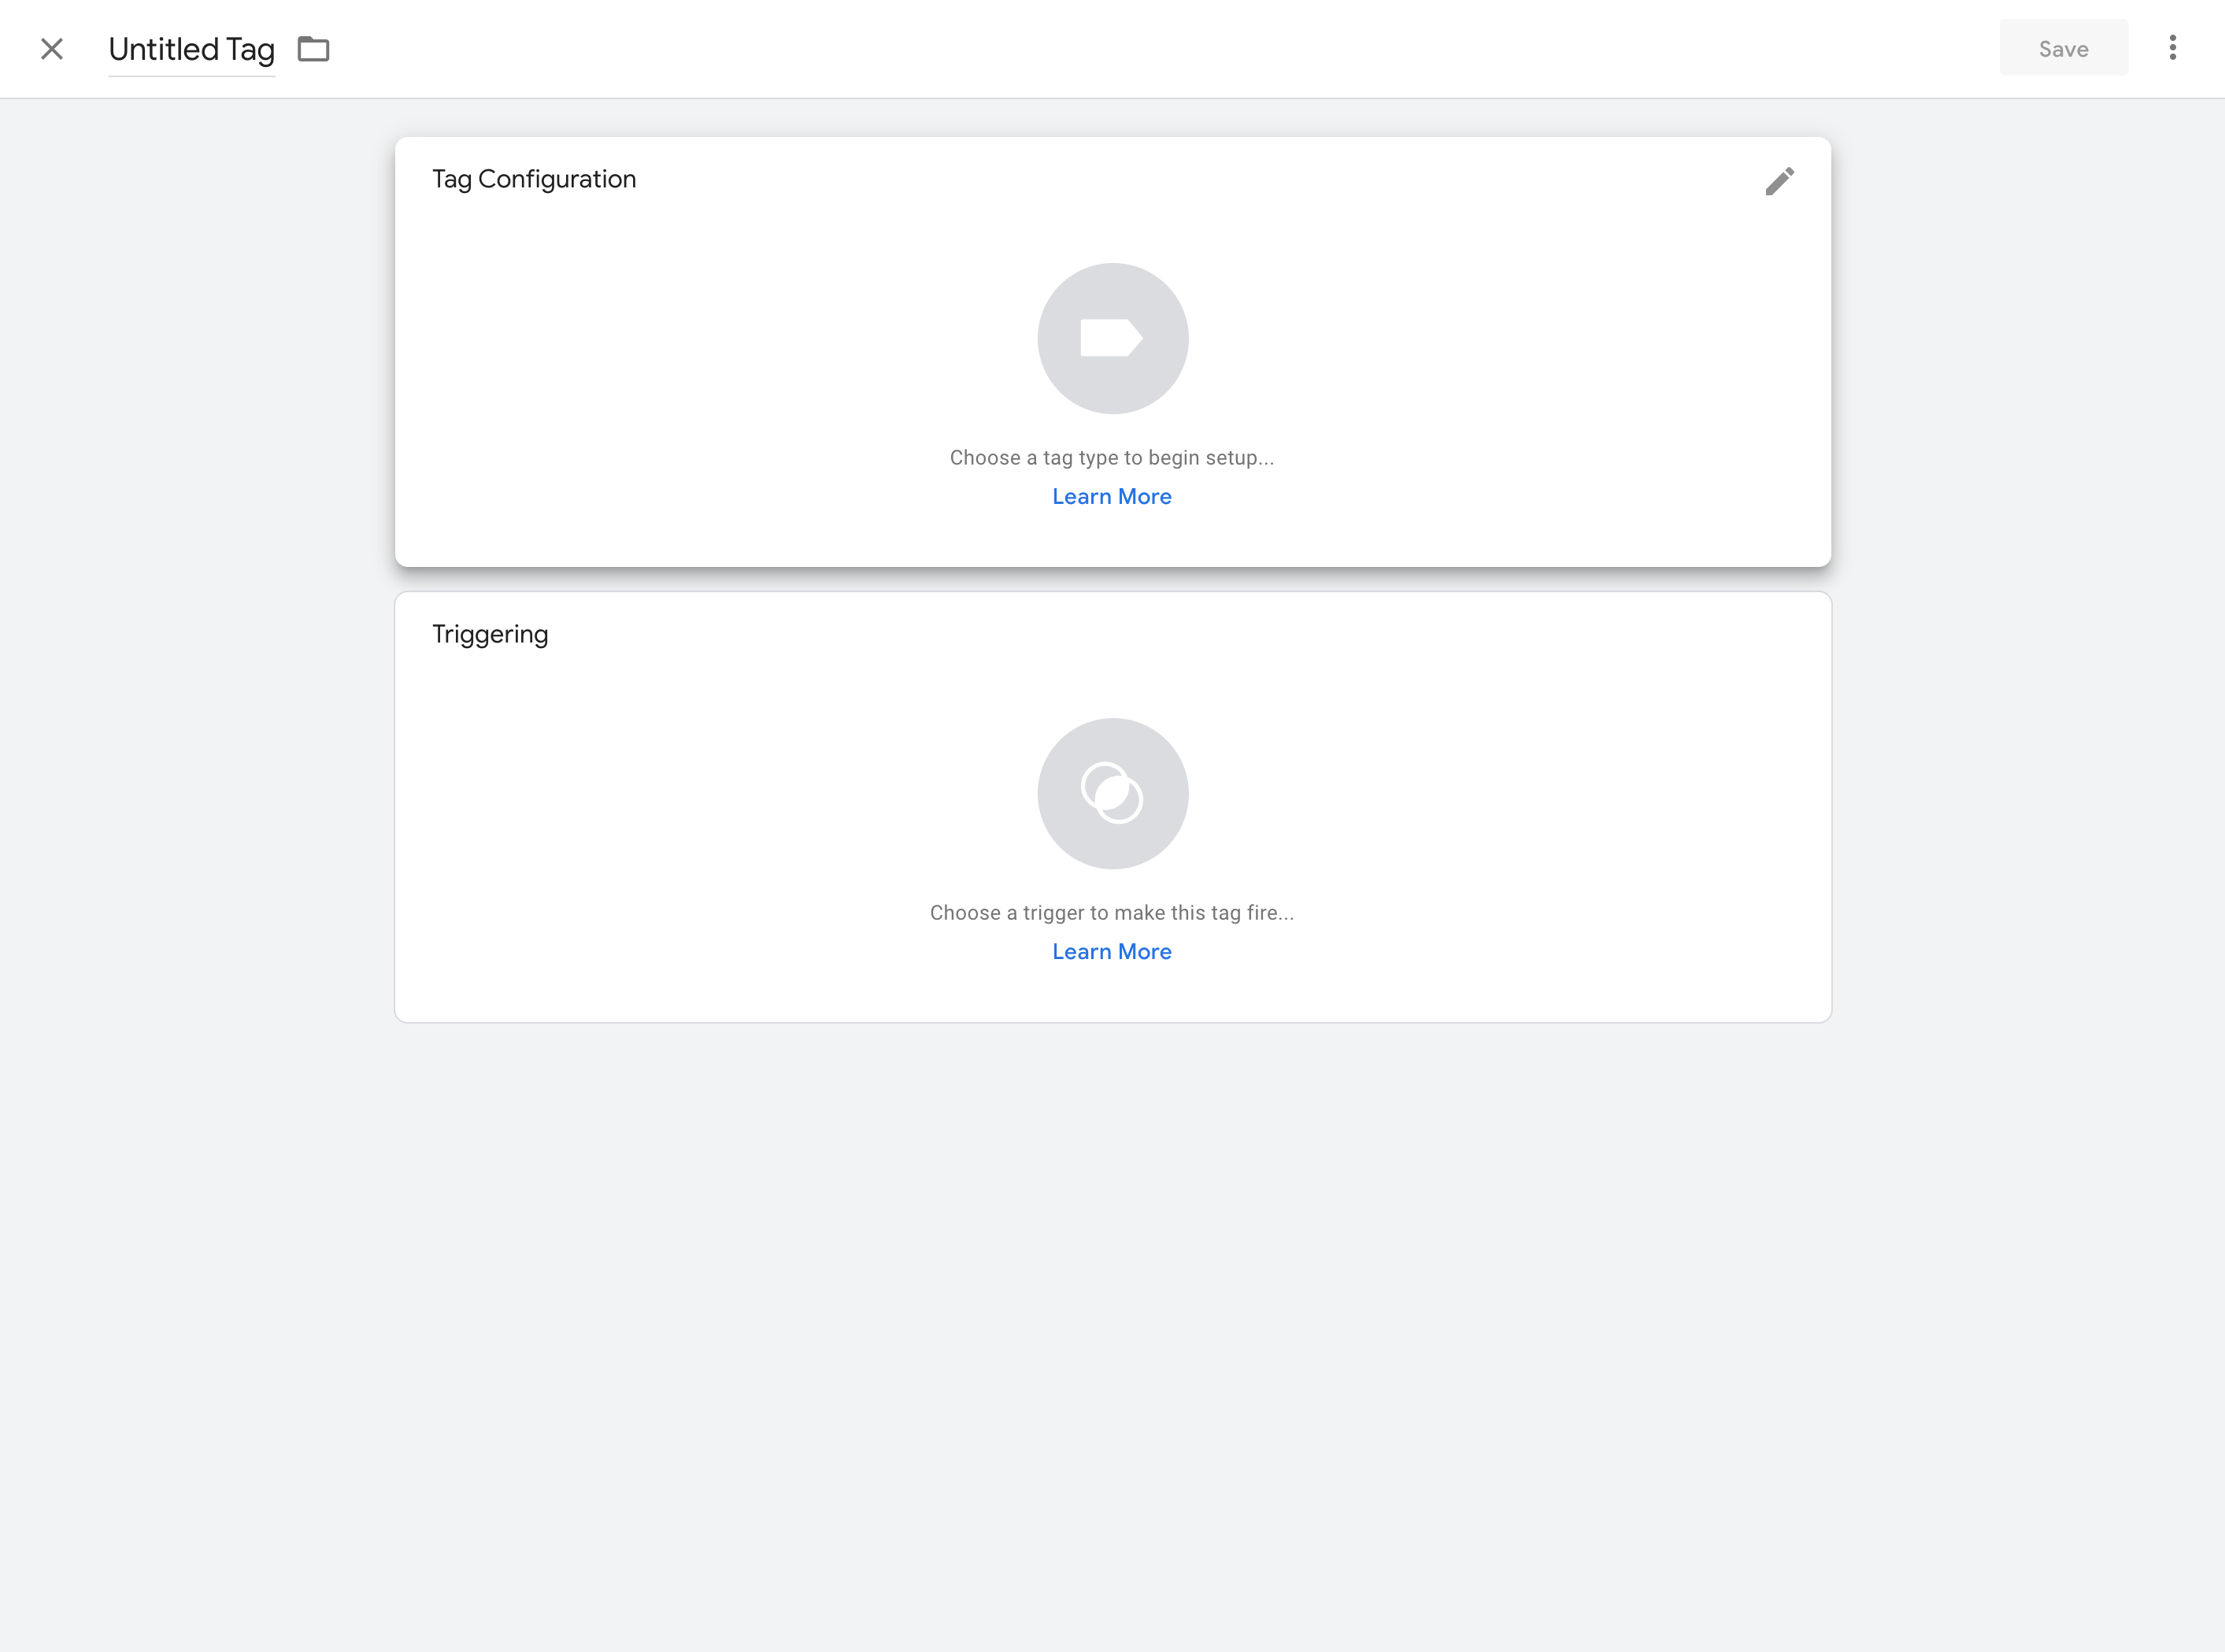 Untitled Tag
Save
Tag Configuration
Choose a tag type to begin setup...
Learn More
Triggering
Choose a trigger to make this tag fire...
Learn More